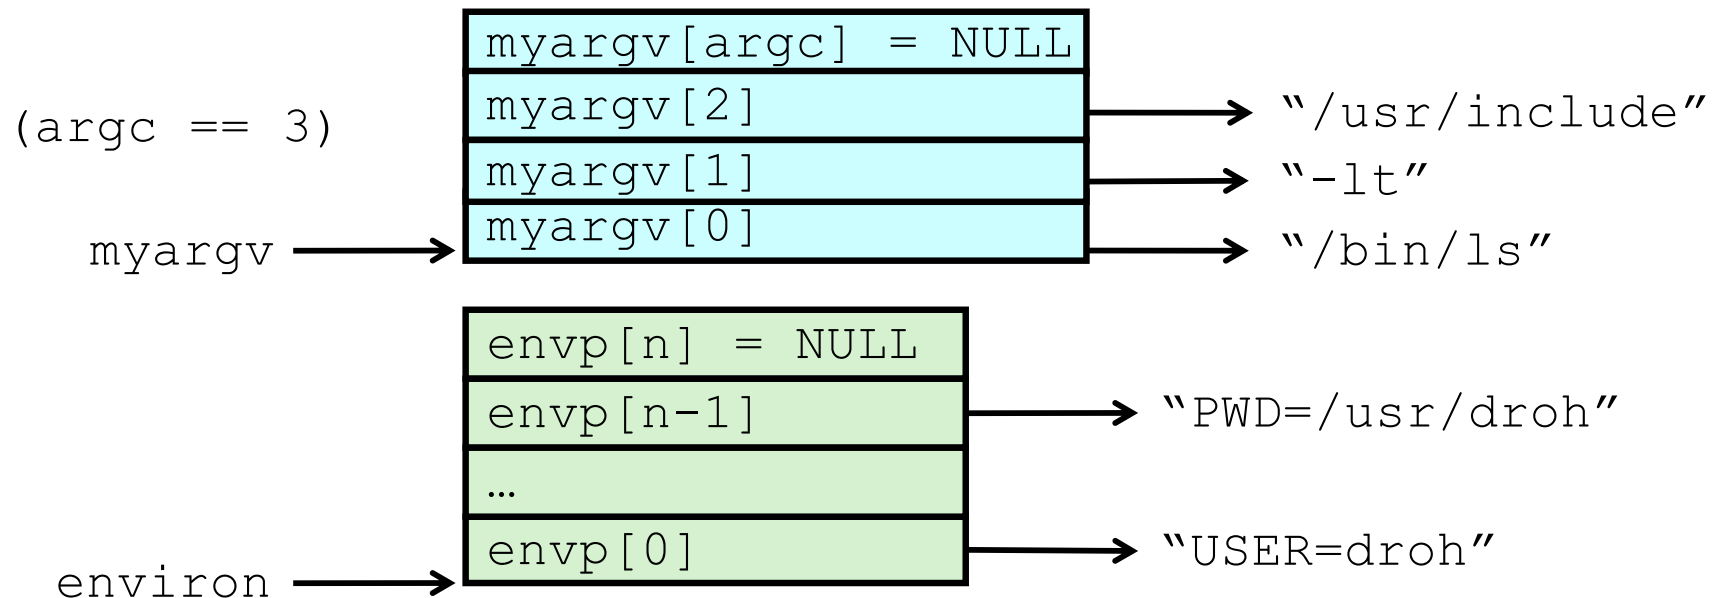 myargv[argc] = NULL
(argc == 3)
myargv[2]
“/usr/include”
myargv[1]
“-lt”
myargv
myargv[0]
“/bin/ls”
envp[n] = NULL
envp[n-1]
“PWD=/usr/droh”
…
envp[0]
“USER=droh”
environ